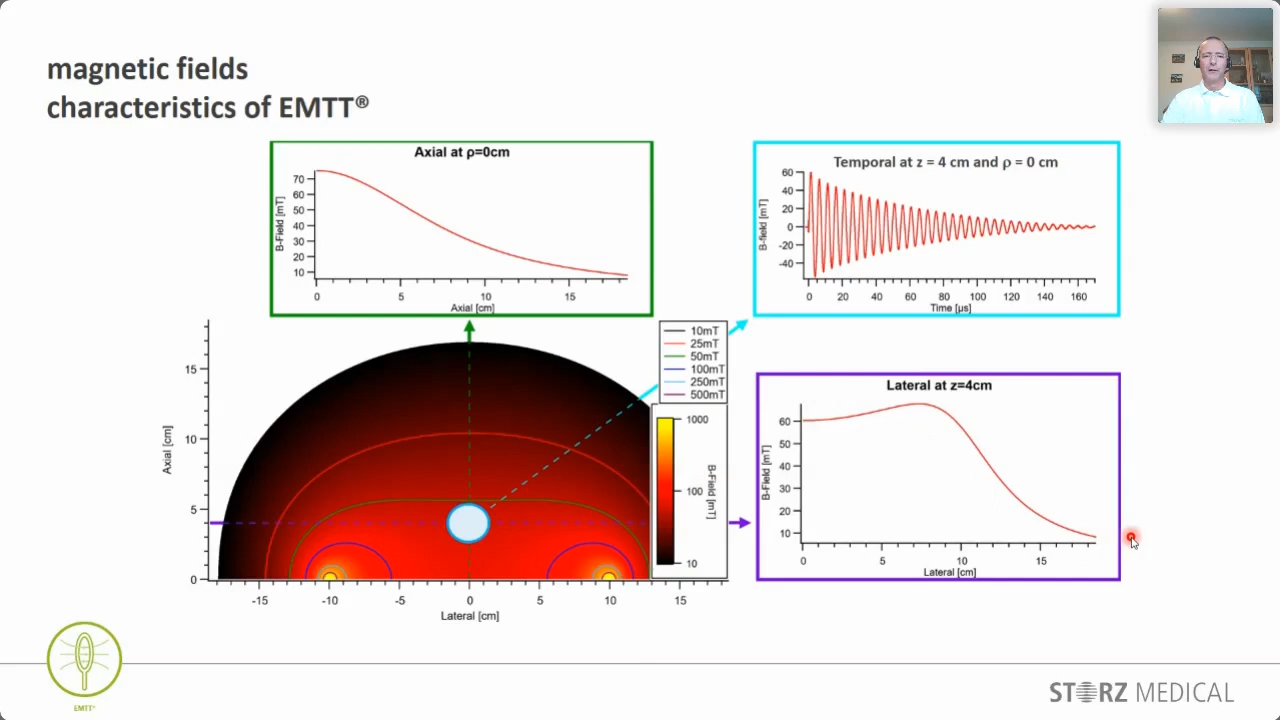 magnetic fields
characteristics of EMTT®
Axial at ρ=0cm
B-Field [mT]
70
60
50
40
30
20
10
0 5 10 15
Axial [cm]
Temporal at z = 4 cm and ρ = 0 cm
B-field [mT]
60
40
20
0
-20
-40
0 20 40 60 80 100 120 140 160
Time [µs]
10mT
25mT
50mT
100mT
250mT
500mT
1000
100
10
B-Field [mT]
Axial [cm]
15
10
5
0
-15 -10 -5 0 5 10 15
Lateral [cm]
Lateral at z=4cm
B-Field [mT]
60
50
40
30
20
10
0 5 10 15
Lateral [cm]
EMTT®
STORZ MEDICAL